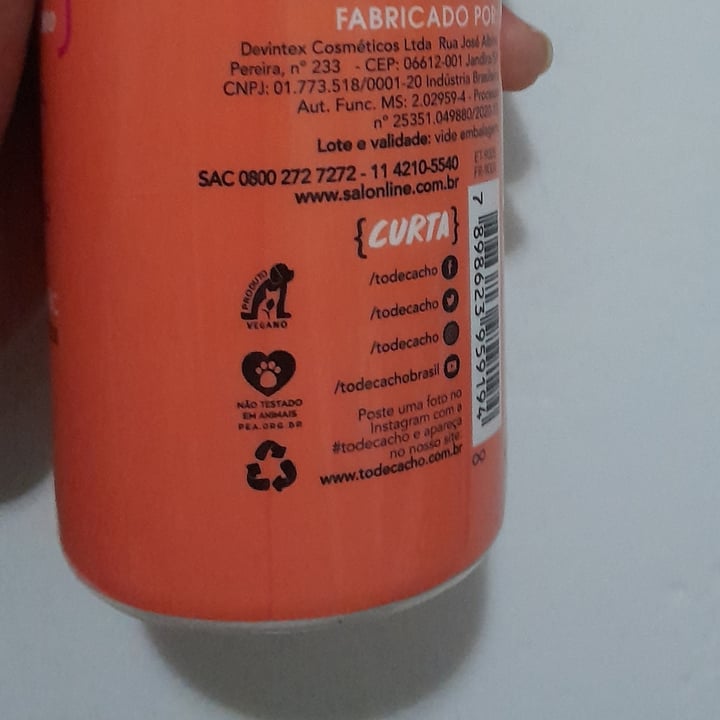 FABRICADO POR
Devintex Cosméticos Ltda Rua José
Pereira, nº 233 - CEP: 06612-001 Jandira
CNPJ: 01.773.518/0001-20 Indústria
Aut. Func. MS: 2.02959-4 -
nº 25351.049880/2020
Lote e validade: vide
SAC 0800 272 7272 - 11 4210-5540
www.salonline.com.br
{CURTA}
/todecacho
/todecacho
/todecacho
/todecachobrasil
Poste uma foto no
Instagram com a
#todecacho e apareça
no nosso site.
www.todecacho.com.br
PRODUTO
VEGANO
NÃO TESTADO
EM ANIMAIS
PEA.ORG.BR
7 898623 959194